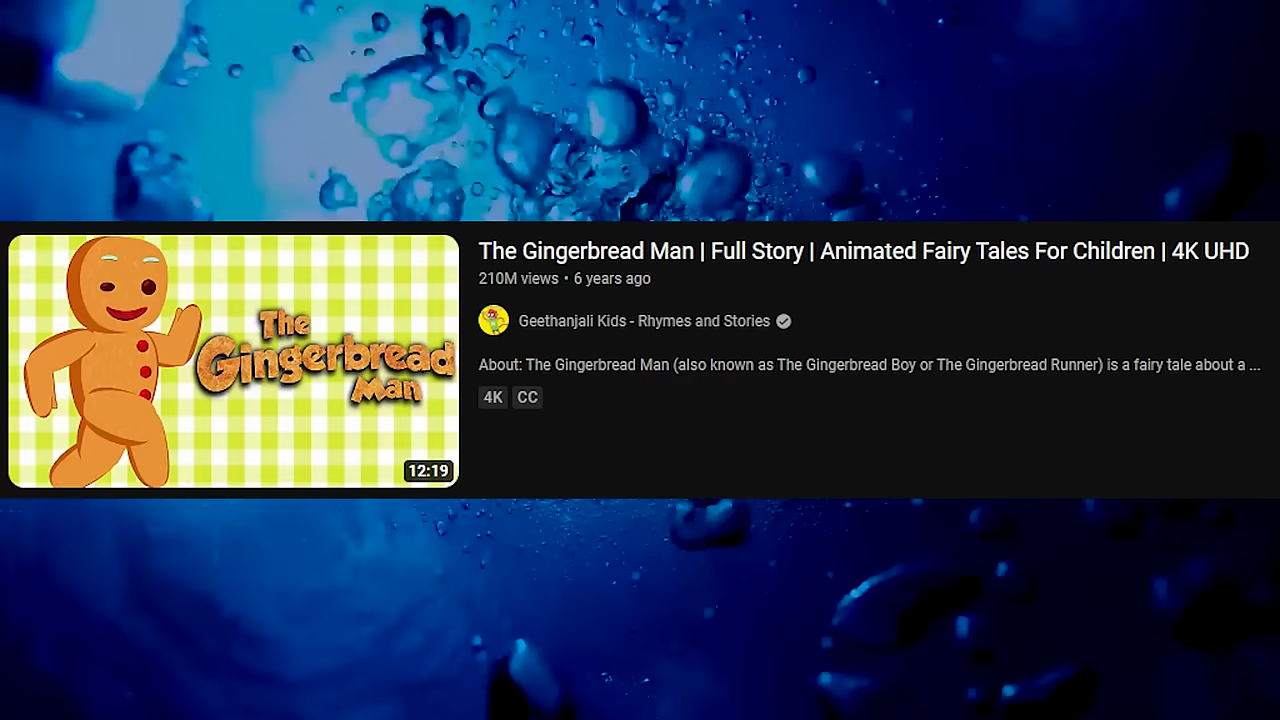 The Gingerbread Man | Full Story | Animated Fairy Tales For Children | 4K UHD
210M views • 6 years ago
Geethanjali Kids - Rhymes and Stories
About: The Gingerbread Man (also known as The Gingerbread Boy or The Gingerbread Runner) is a fairy tale about a ...
4K CC
The
Gingerbread
Man
12:19